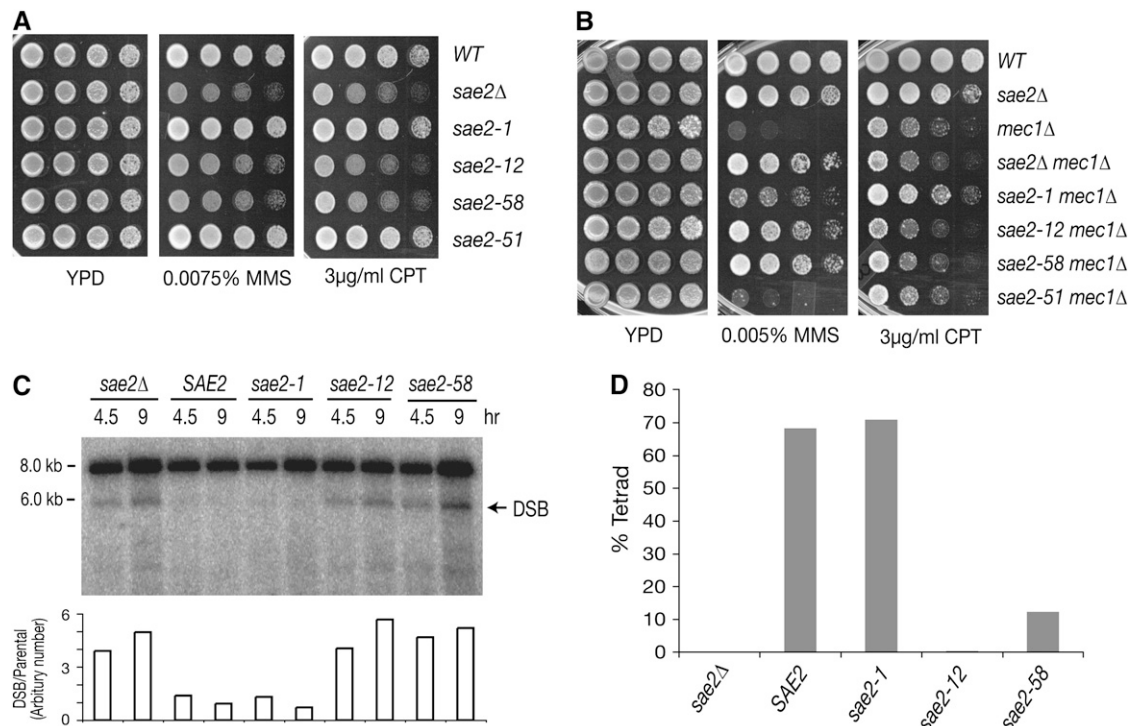 A
WT
sae2Δ
sae2-1
sae2-12
sae2-58
sae2-51
YPD
0.0075% MMS
3µg/ml CPT
B
WT
sae2Δ
mec1Δ
sae2Δ mec1Δ
sae2-1 mec1Δ
sae2-12 mec1Δ
sae2-58 mec1Δ
sae2-51 mec1Δ
YPD
0.005% MMS
3µg/ml CPT
C
sae2Δ SAE2 sae2-1 sae2-12 sae2-58
4.5 9 4.5 9 4.5 9 4.5 9 4.5 9 hr
8.0 kb
6.0 kb
DSB
DSB/Parental
(Arbitury number)
6
4
2
0
D
% Tetrad
80
70
60
50
40
30
20
10
0
sae2Δ
SAE2
sae2-1
sae2-12
sae2-58